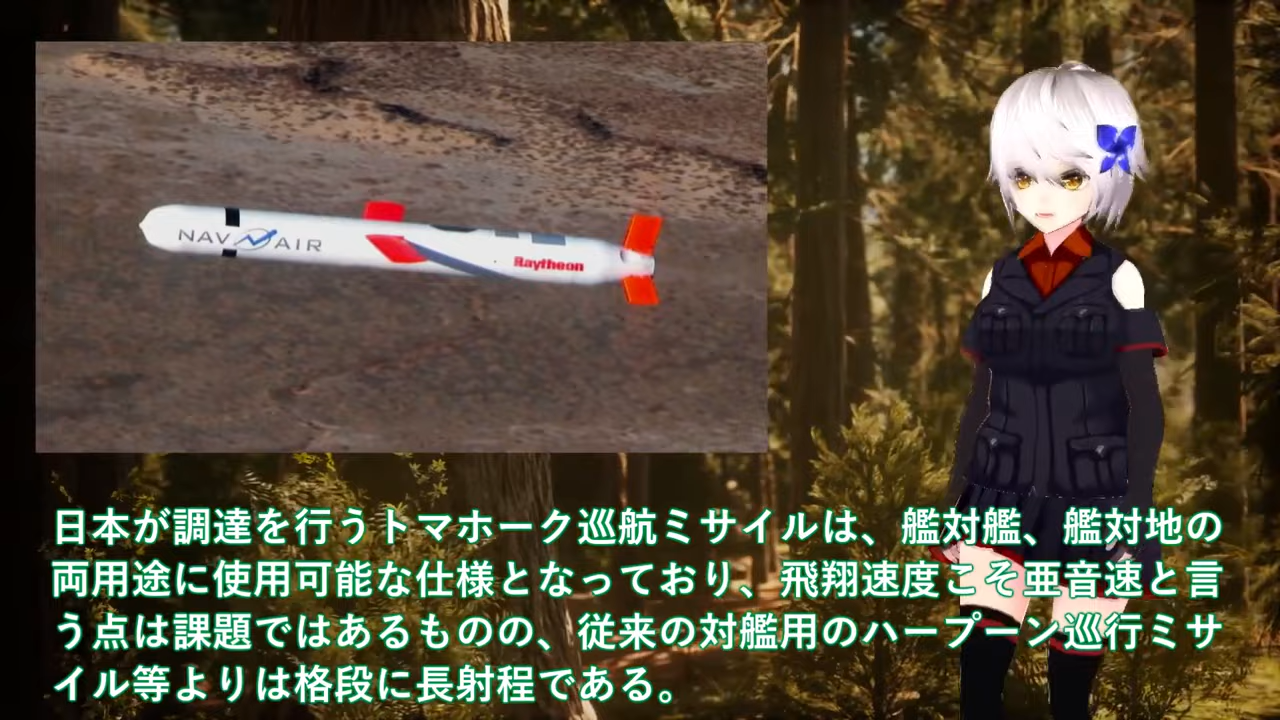 NAVAIR
Raytheon
日本が調達を行うトマホーク巡航ミサイルは、艦対艦、艦対地の
両用途に使用可能な仕様となっており、飛翔速度こそ亜音速と言
う点は課題ではあるものの、従来の対艦用のハープーン巡行ミサ
イル等よりは格段に長射程である。